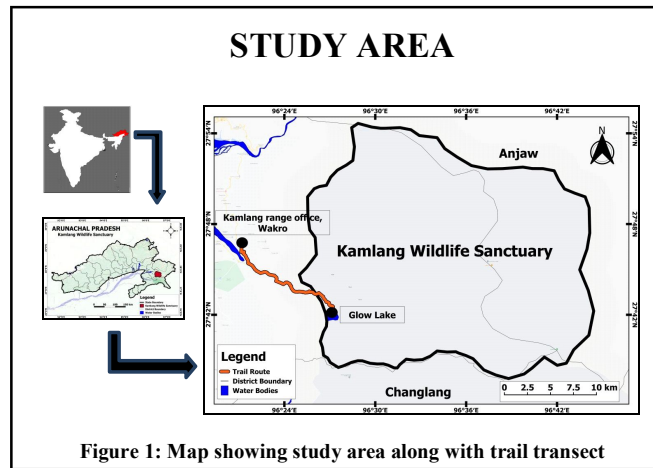 STUDY AREA
ARUNACHAL PRADESH
Kamlang Wildlife Sanctuary
Legend
96°24'E 96°30'E 96°36'E 96°42'E
27°54'N 27°54'N
N
Anjaw
Kamlang range office,
Wakro
27°48'N 27°48'N
Kamlang Wildlife Sanctuary
27°42'N 27°42'N
Glow Lake
Legend
Trail Route
District Boundary
Water Bodies
Changlang
0 2.5 5 7.5 10 km
96°24'E 96°30'E 96°36'E 96°42'E
Figure 1: Map showing study area along with trail transect